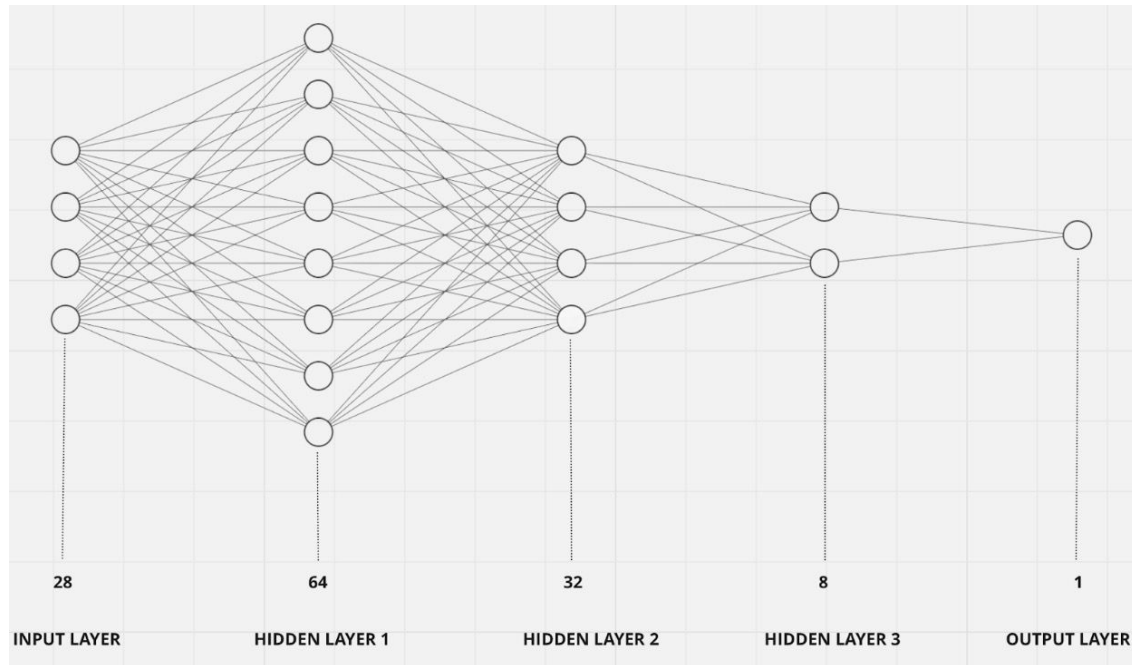 28 64 32 8 1
INPUT LAYER HIDDEN LAYER 1 HIDDEN LAYER 2 HIDDEN LAYER 3 OUTPUT LAYER